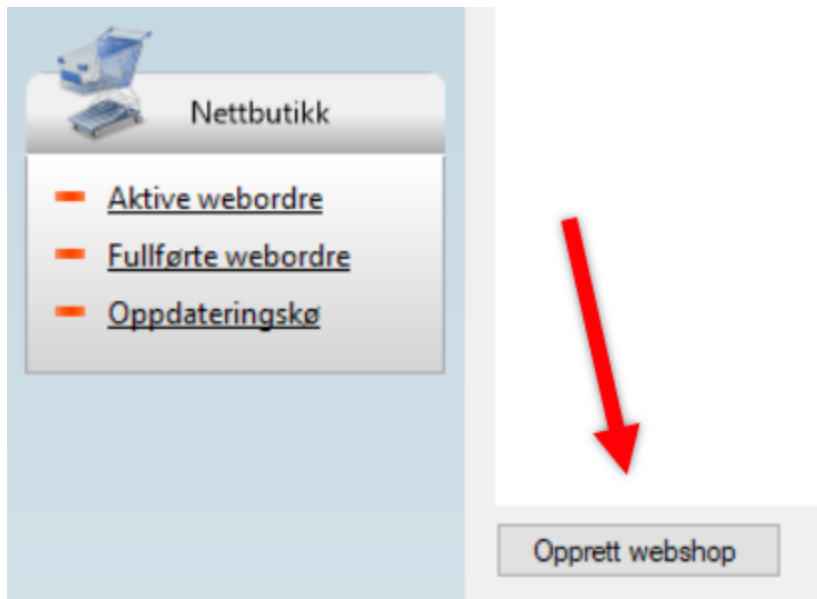 Nettbutikk
Aktive webordre
Fullførte webordre
Oppdateringskø
Opprett webshop